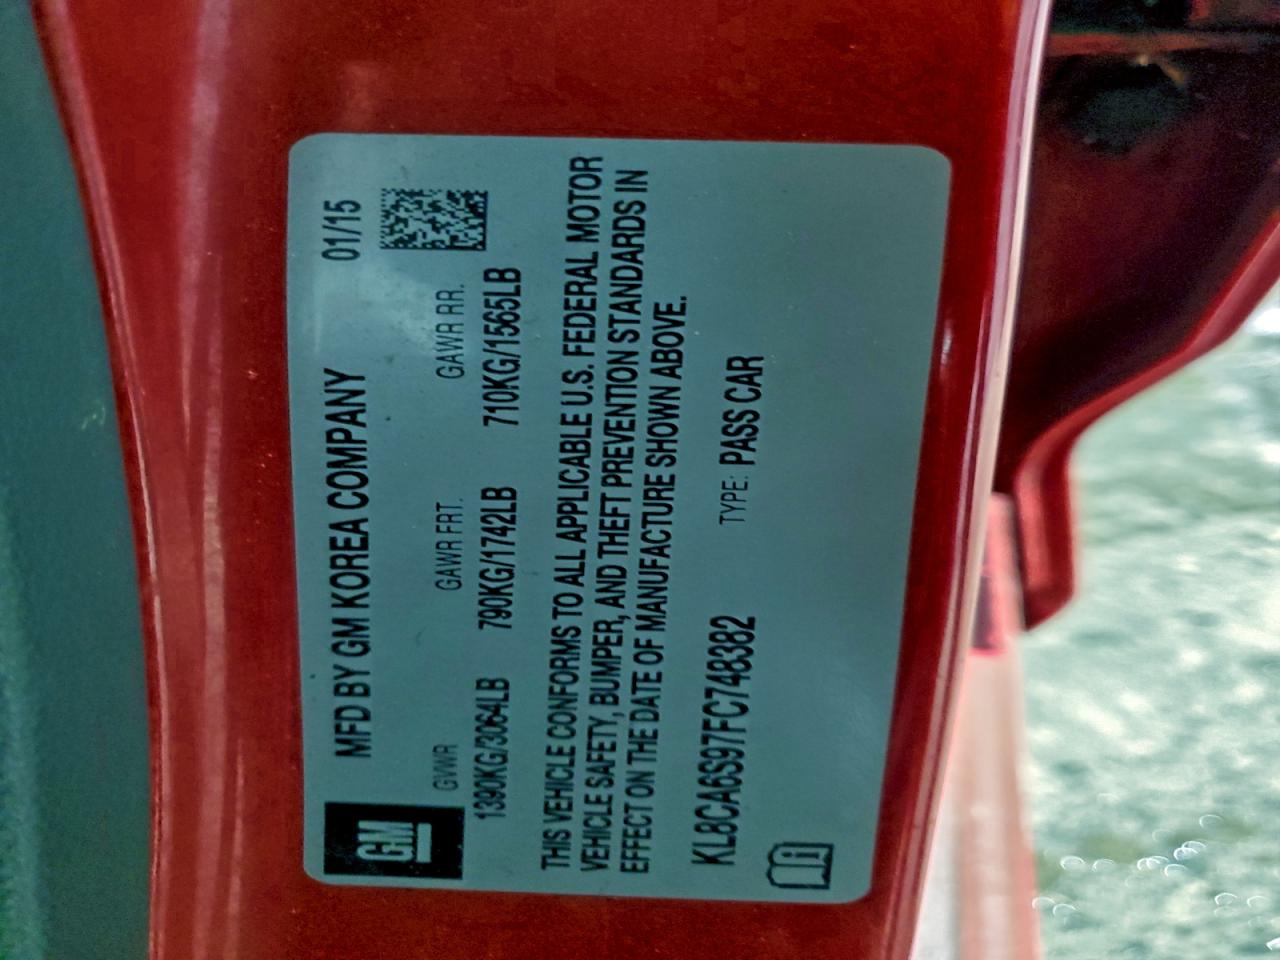 GM
MFD BY GM KOREA COMPANY 01/15
GVWR GAWR FRT. GAWR RR.
1390KG/3064LB 790KG/1742LB 710KG/1565LB
THIS VEHICLE CONFORMS TO ALL APPLICABLE U.S. FEDERAL MOTOR
VEHICLE SAFETY, BUMPER, AND THEFT PREVENTION STANDARDS IN
EFFECT ON THE DATE OF MANUFACTURE SHOWN ABOVE.
KL8CA6S97FC748382 TYPE: PASS CAR